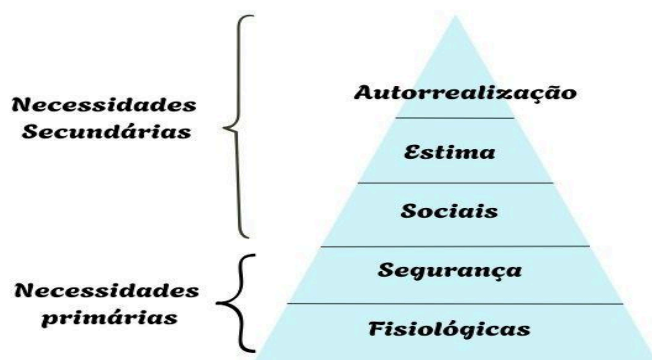 Necessidades
Secundárias
Autorrealização
Estima
Sociais
Necessidades
primárias
Segurança
Fisiológicas